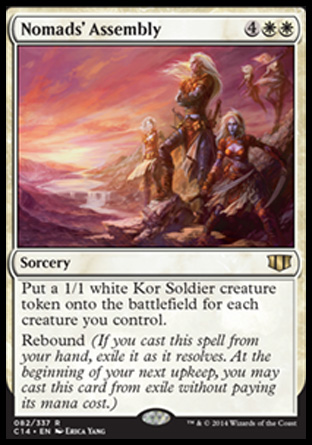 Nomads' Assembly 4
Sorcery
Put a 1/1 white Kor Soldier creature
token onto the battlefield for each
creature you control.
Rebound (If you cast this spell from
your hand, exile it as it resolves. At the
beginning of your next upkeep, you may
cast this card from exile without paying
its mana cost.)
082/337 R
C14 • EN Erica Yang ™ & © 2014 Wizards of the Coast